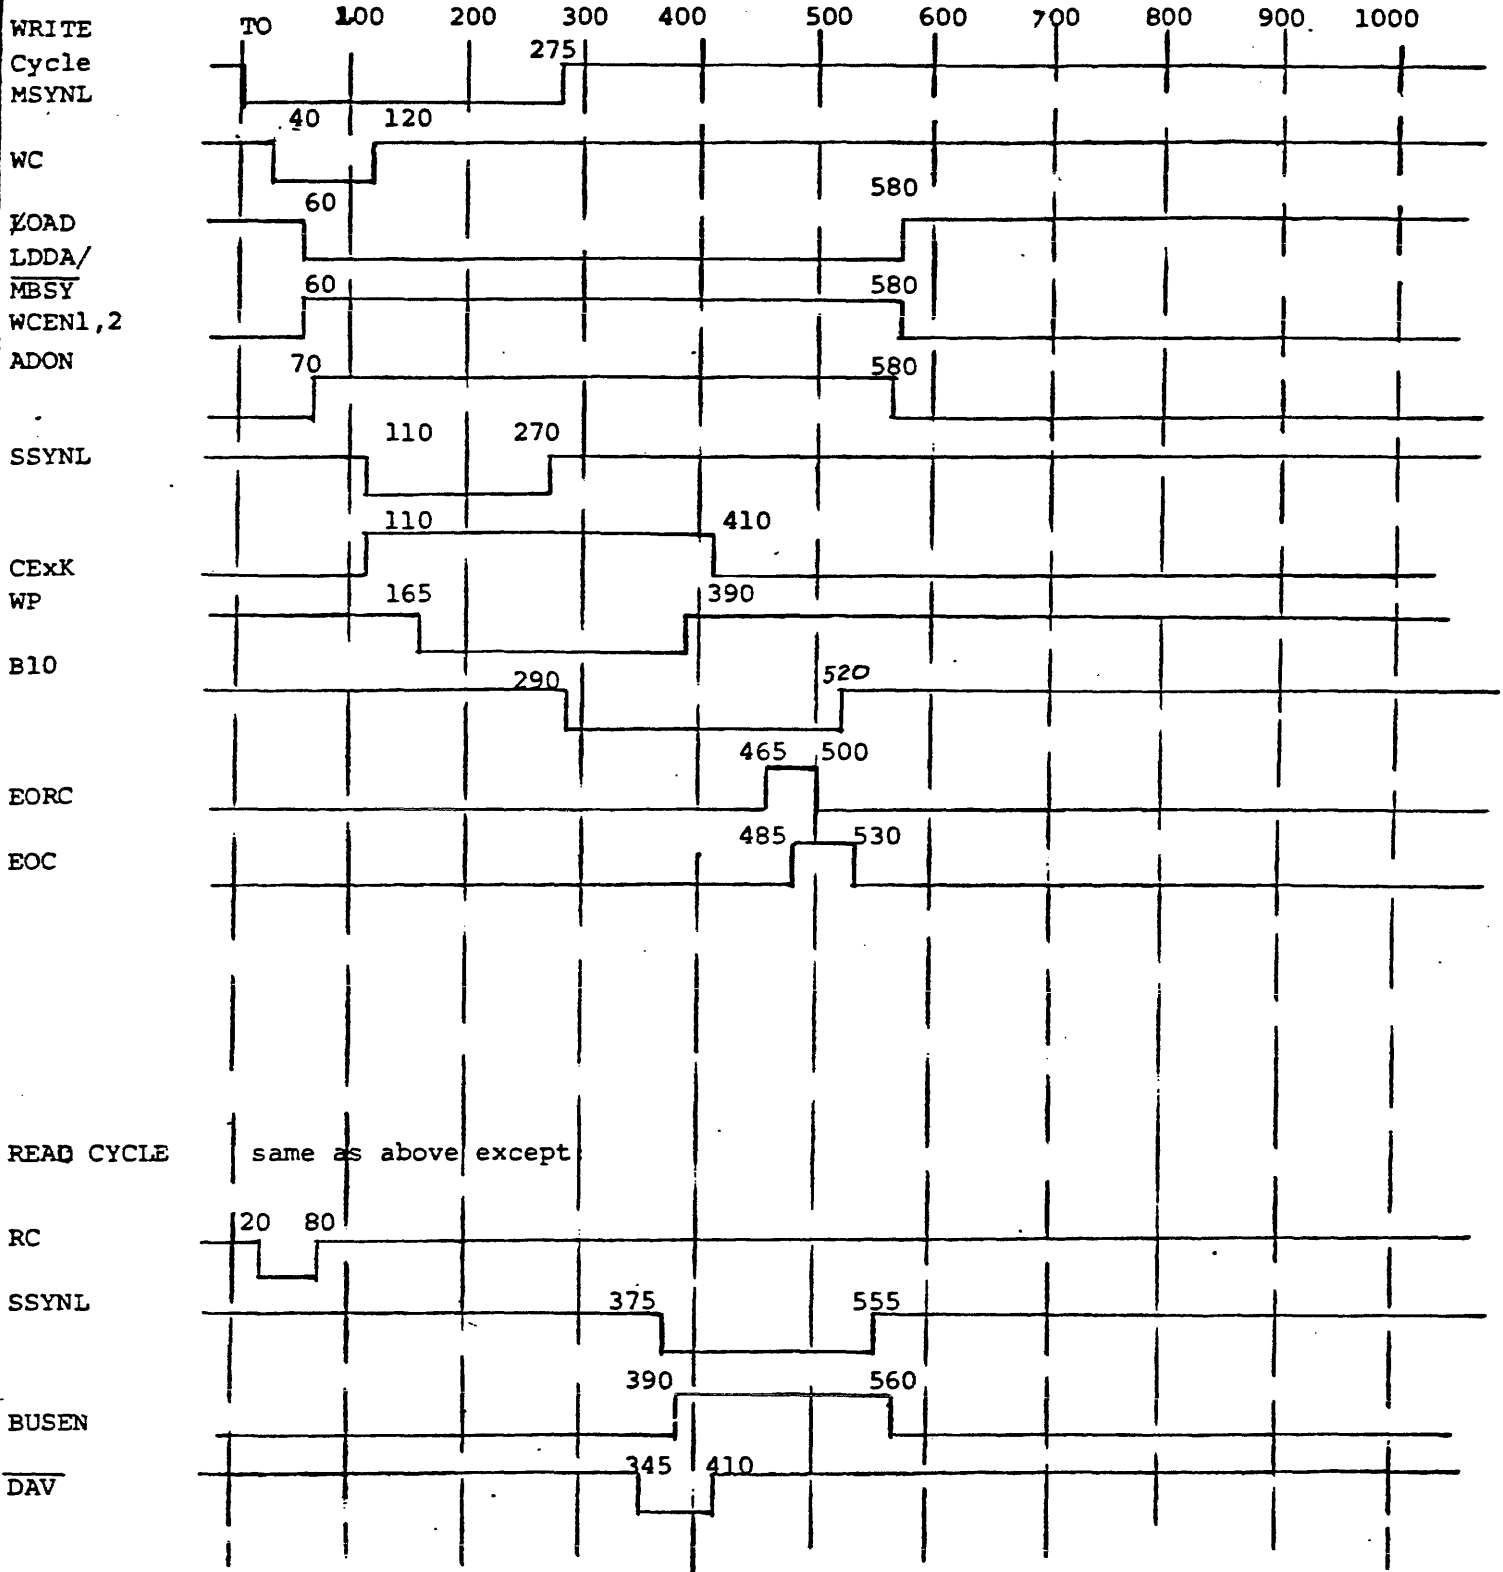 WRITE TO 100 200 300 400 500 600 700 800 900 1000
Cycle 275
MSYNL
40 120
WC
60 580
LOAD
LDDA/
MBSY 60 580
WCEN1,2
ADON 70 580
110 270
SSYNL
110 410
CExK
WP 165 390
B10
290 520
465 500
EORC
485 530
EOC
READ CYCLE same as above except
20 80
RC
SSYNL 375 555
390 560
BUSEN
345 410
DAV